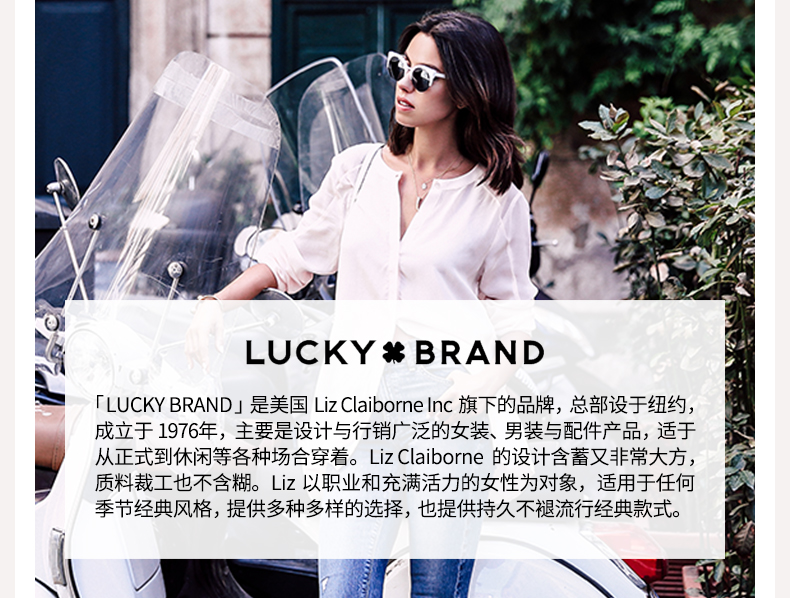 LUCKY BRAND
「LUCKY BRAND」是美国 Liz Claiborne Inc 旗下的品牌，总部设于纽约，
成立于 1976年，主要是设计与行销广泛的女装、男装与配件产品，适于
从正式到休闲等各种场合穿着。Liz Claiborne 的设计含蓄又非常大方，
质料裁工也不含糊。Liz 以职业和充满活力的女性为对象，适用于任何
季节经典风格，提供多种多样的选择，也提供持久不褪流行经典款式。